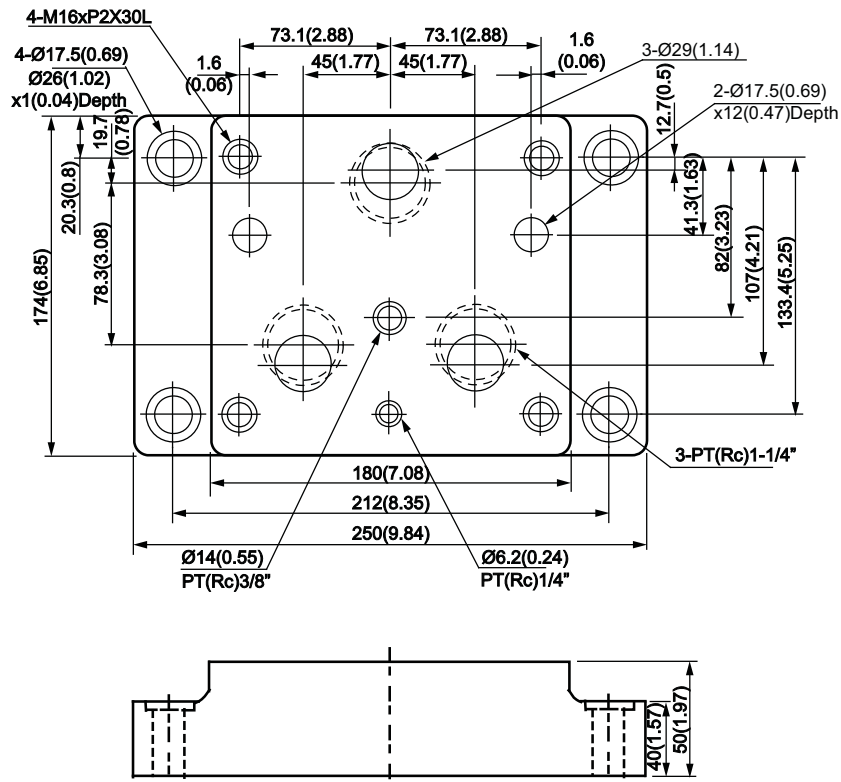 4-M16xP2X30L
73.1(2.88)
73.1(2.88)
4-Ø17.5(0.69)
Ø26(1.02)
x1(0.04)Depth
1.6
(0.06)
45(1.77)
45(1.77)
1.6
(0.06)
3-Ø29(1.14)
2-Ø17.5(0.69)
x12(0.47)Depth
12.7(0.5)
19.7
(0.78)
20.3(0.8)
41.3(1.63)
78.3(3.08)
82(3.23)
107(4.21)
133.4(5.25)
174(6.85)
3-PT(Rc)1-1/4"
180(7.08)
212(8.35)
250(9.84)
Ø14(0.55)
PT(Rc)3/8"
Ø6.2(0.24)
PT(Rc)1/4"
40(1.57)
50(1.97)